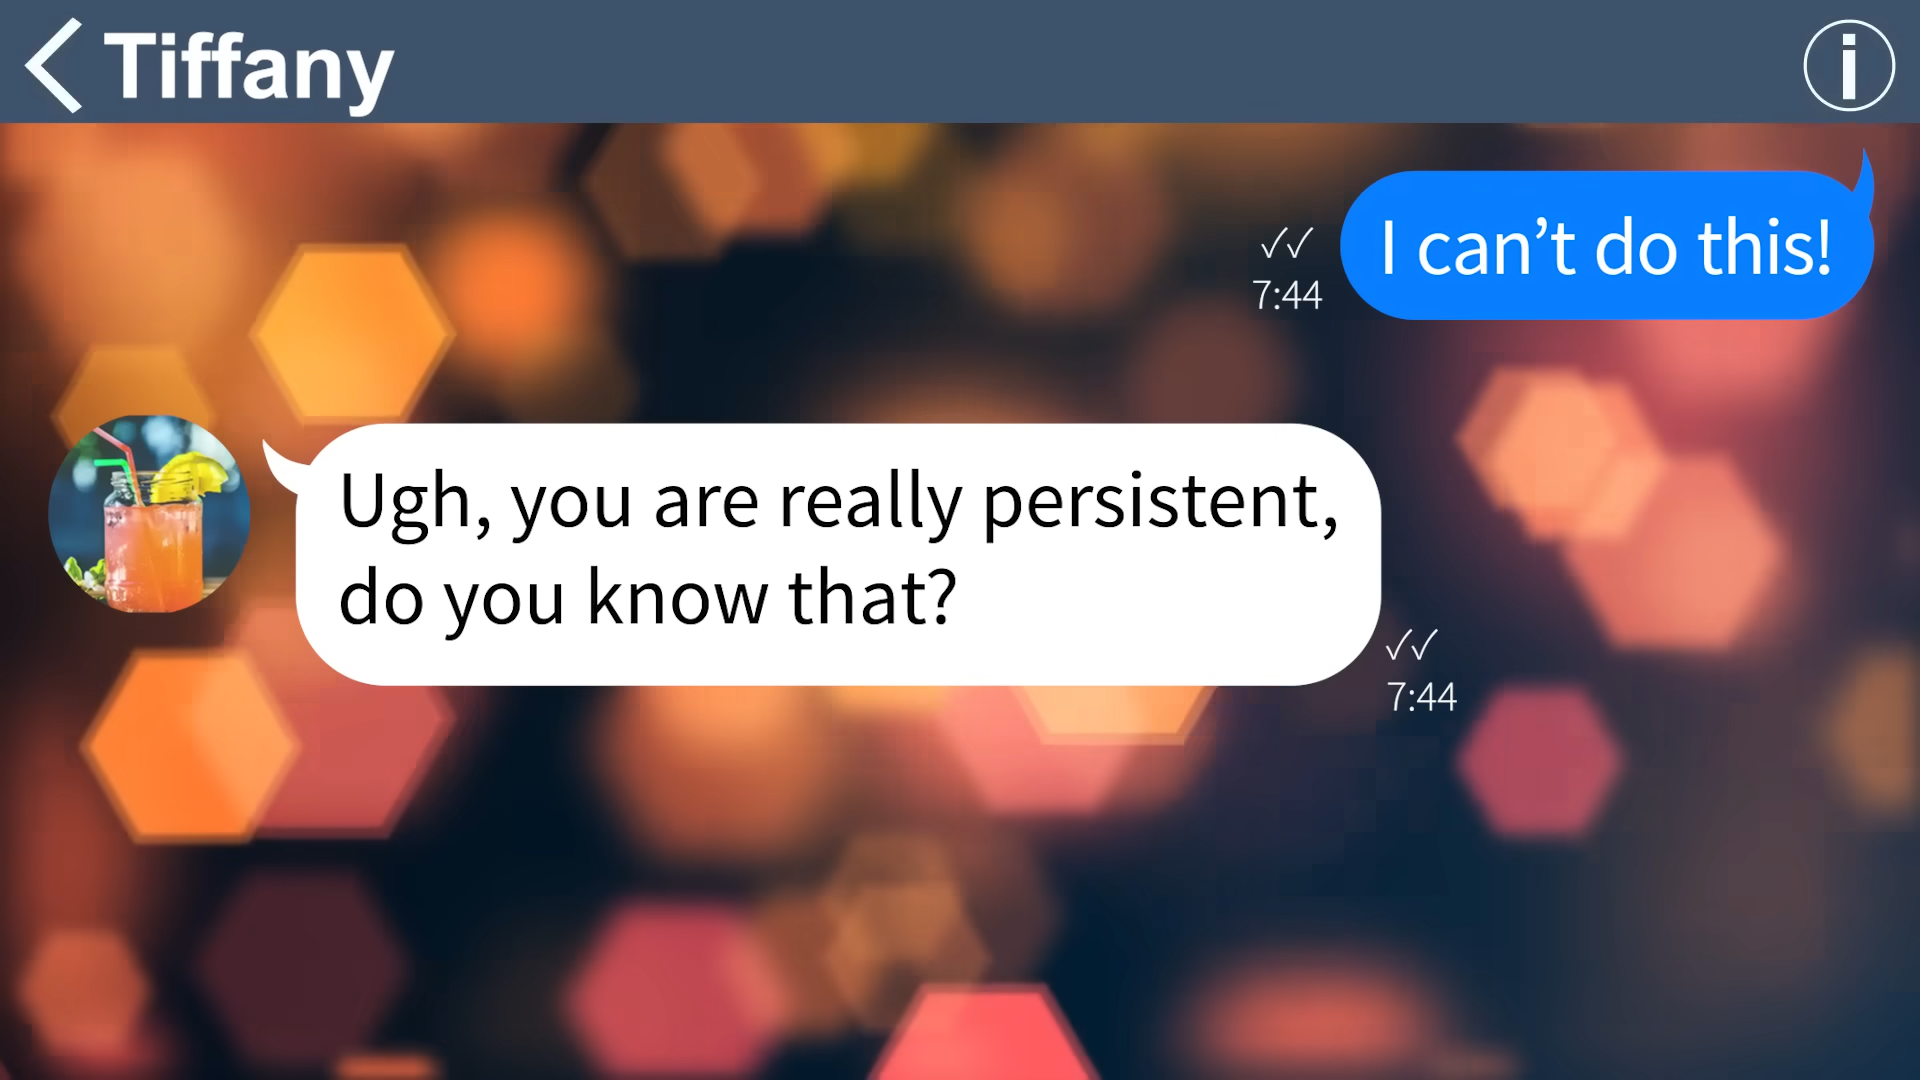 Tiffany
I can’t do this!
7:44
Ugh, you are really persistent,
do you know that?
7:44